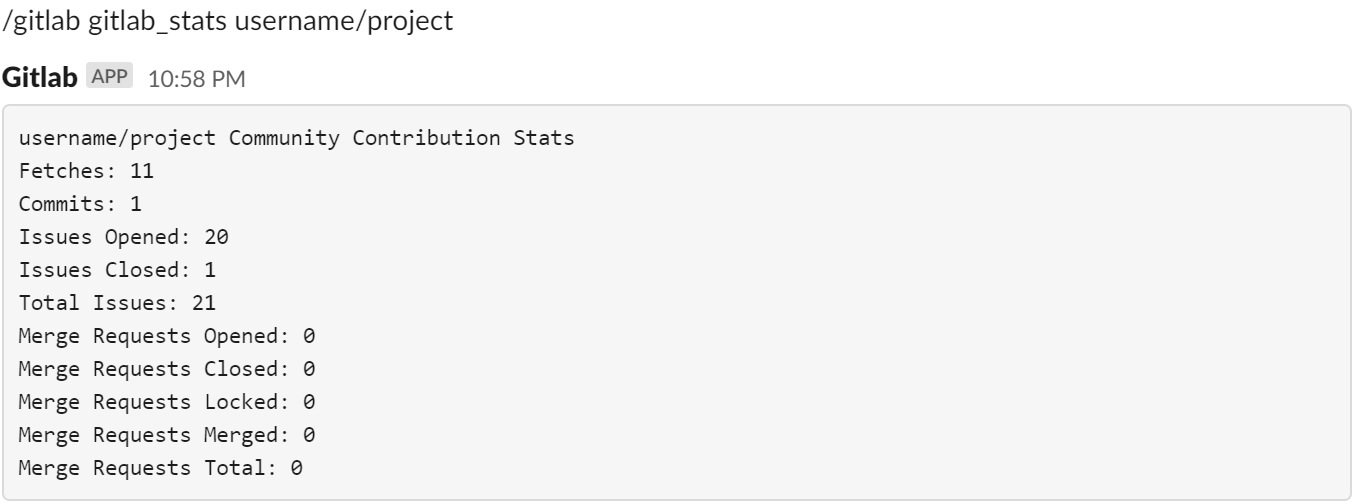 /gitlab gitlab_stats username/project
Gitlab APP 10:58 PM
username/project Community Contribution Stats
Fetches: 11
Commits: 1
Issues Opened: 20
Issues Closed: 1
Total Issues: 21
Merge Requests Opened: 0
Merge Requests Closed: 0
Merge Requests Locked: 0
Merge Requests Merged: 0
Merge Requests Total: 0